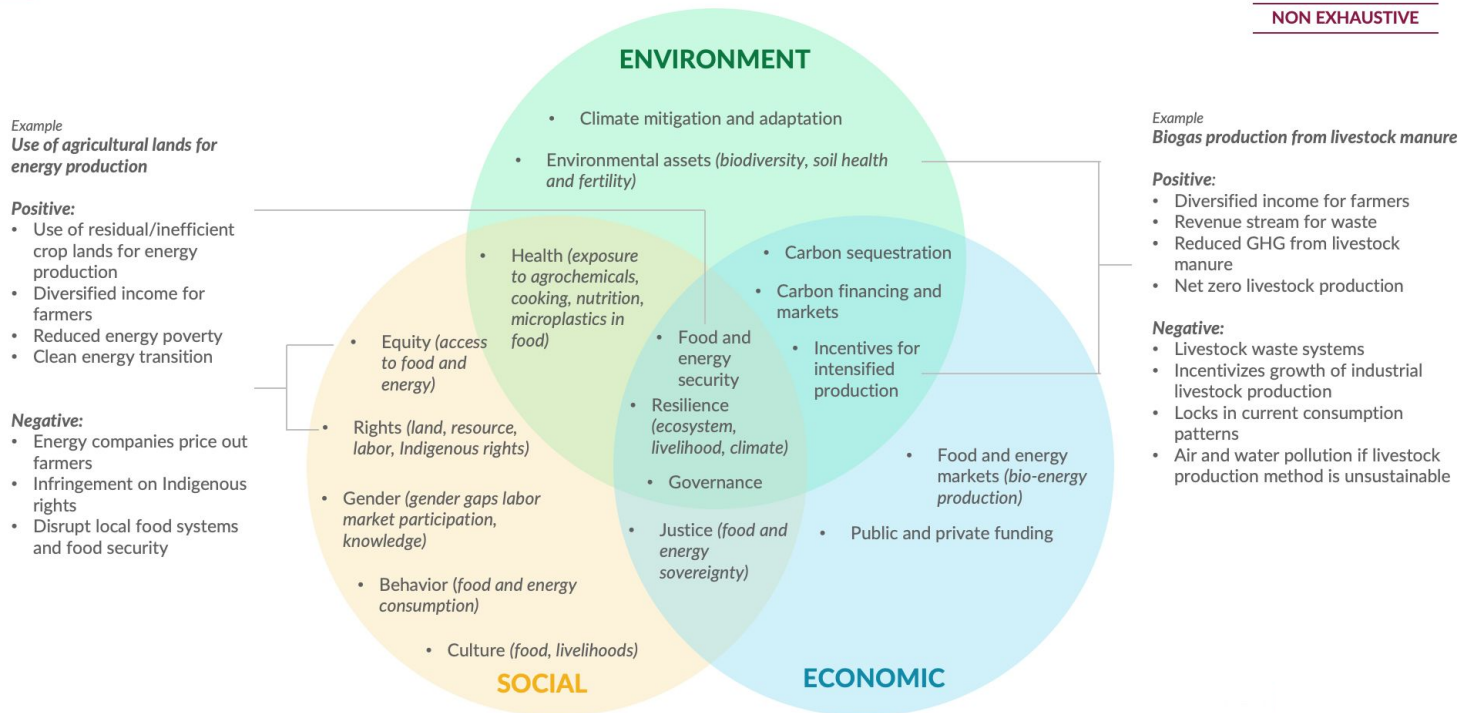 NON EXHAUSTIVE
ENVIRONMENT
• Climate mitigation and adaptation
• Environmental assets (biodiversity, soil health
and fertility)
Example
Use of agricultural lands for
energy production
Positive:
• Use of residual/inefficient
crop lands for energy
production
• Diversified income for
farmers
• Reduced energy poverty
• Clean energy transition
Negative:
• Energy companies price out
farmers
• Infringement on Indigenous
rights
• Disrupt local food systems
and food security
• Health (exposure
to agrochemicals,
cooking, nutrition,
microplastics in
food)
• Carbon sequestration
• Carbon financing and
markets
• Incentives for
intensified
production
• Equity (access
to food and
energy)
• Rights (land, resource,
labor, Indigenous rights)
• Gender (gender gaps labor
market participation,
knowledge)
• Behavior (food and energy
consumption)
• Culture (food, livelihoods)
SOCIAL
• Food and
energy
security
• Resilience
(ecosystem,
livelihood, climate)
• Governance
• Justice (food and
energy
sovereignty)
• Food and energy
markets (bio-energy
production)
• Public and private funding
ECONOMIC
Example
Biogas production from livestock manure
Positive:
• Diversified income for farmers
• Revenue stream for waste
• Reduced GHG from livestock
manure
• Net zero livestock production
Negative:
• Livestock waste systems
• Incentivizes growth of industrial
livestock production
• Locks in current consumption
patterns
• Air and water pollution if livestock
production method is unsustainable